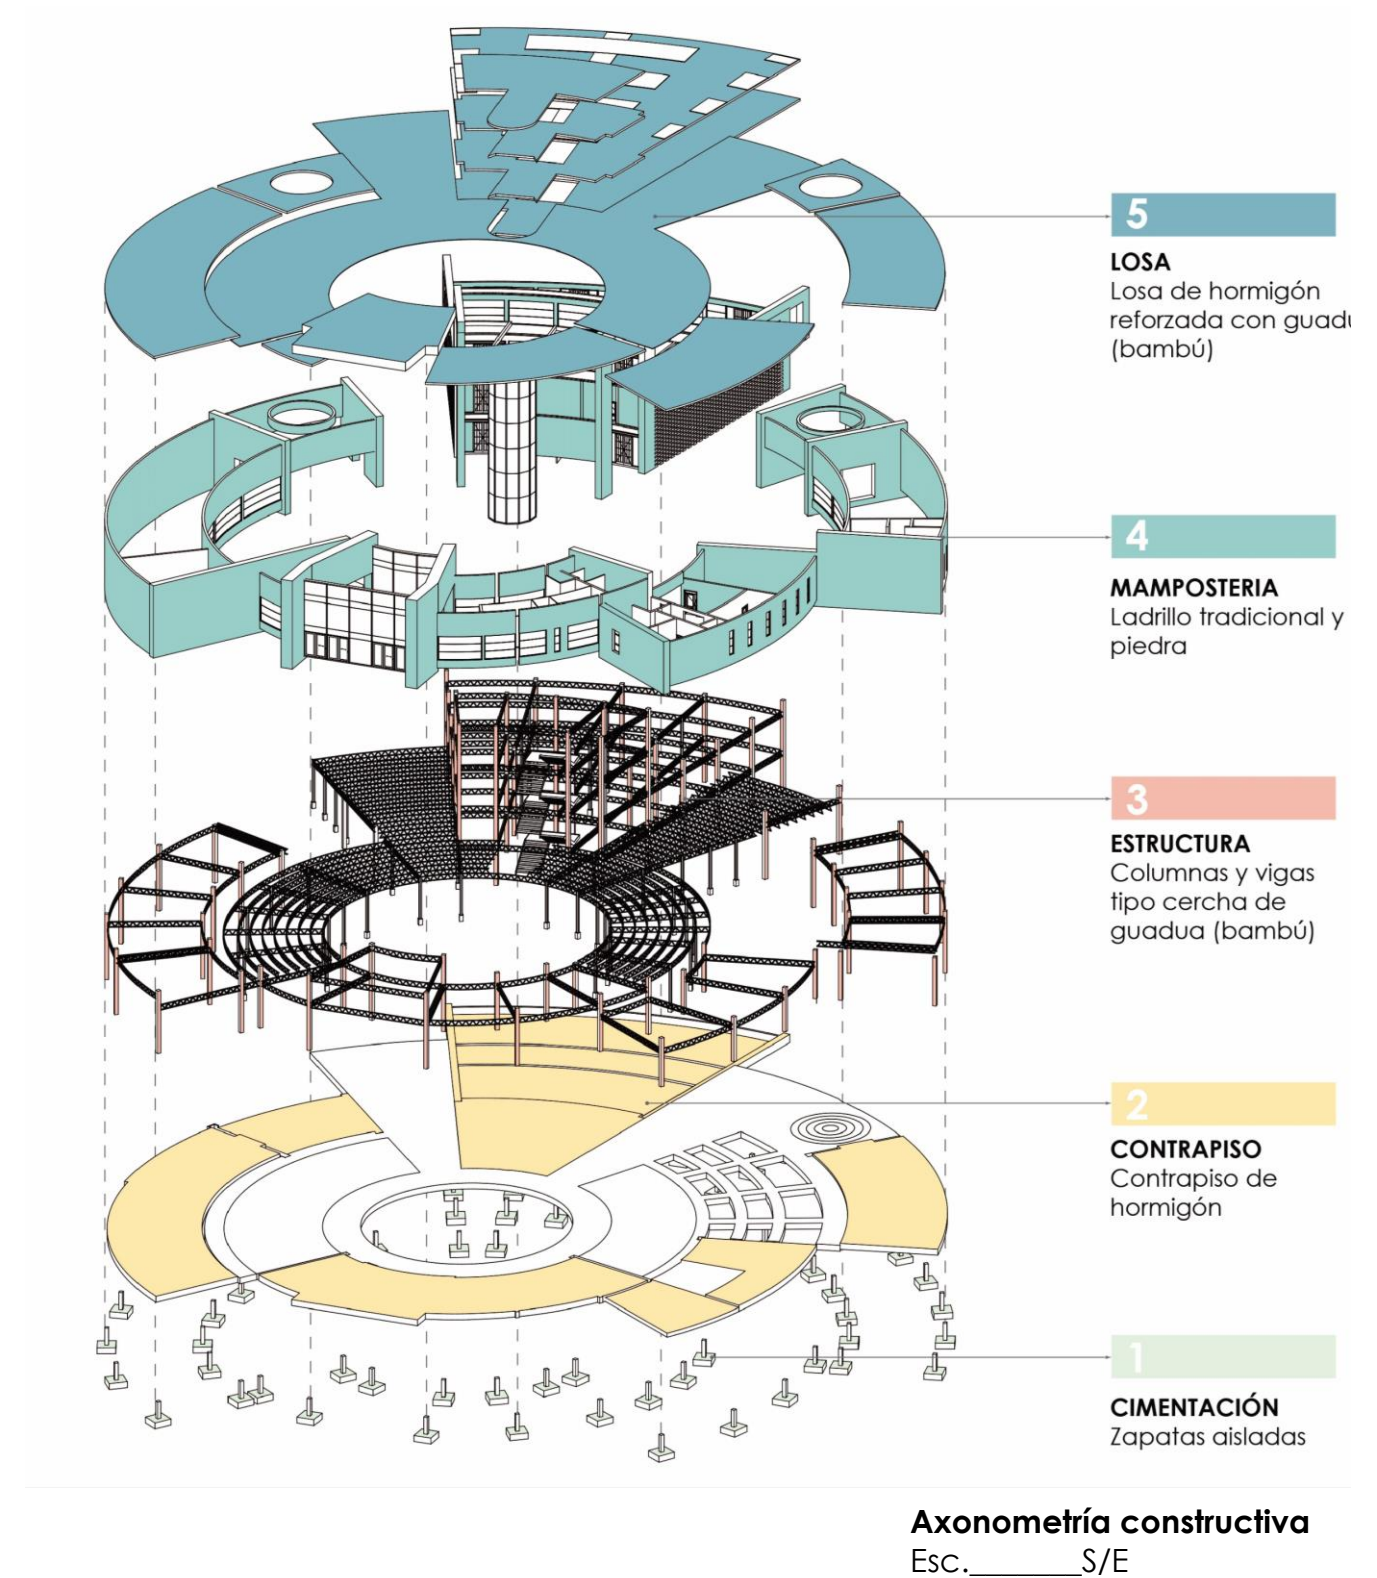 5
LOSA
Losa de hormigón
reforzada con guadu
(bambú)
4
MAMPOSTERIA
Ladrillo tradicional y
piedra
3
ESTRUCTURA
Columnas y vigas
tipo cercha de
guadua (bambú)
2
CONTRAPISO
Contrapiso de
hormigón
1
CIMENTACIÓN
Zapatas aisladas
Axonometría constructiva
Esc._______S/E